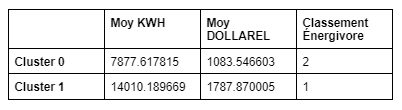 Moy KWH Moy DOLLAREL Classement Énergivore
Cluster 0 7877.617815 1083.546603 2
Cluster 1 14010.189669 1787.870005 1